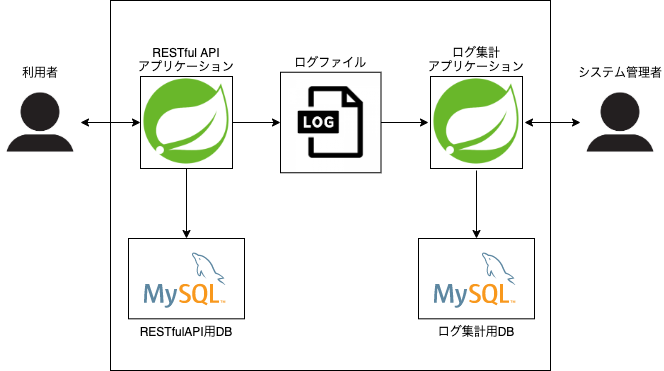 RESTful API
アプリケーション
ログファイル
ログ集計
アプリケーション
利用者
システム管理者
LOG
MySQL™
RESTfulAPI用DB
MySQL™
ログ集計用DB